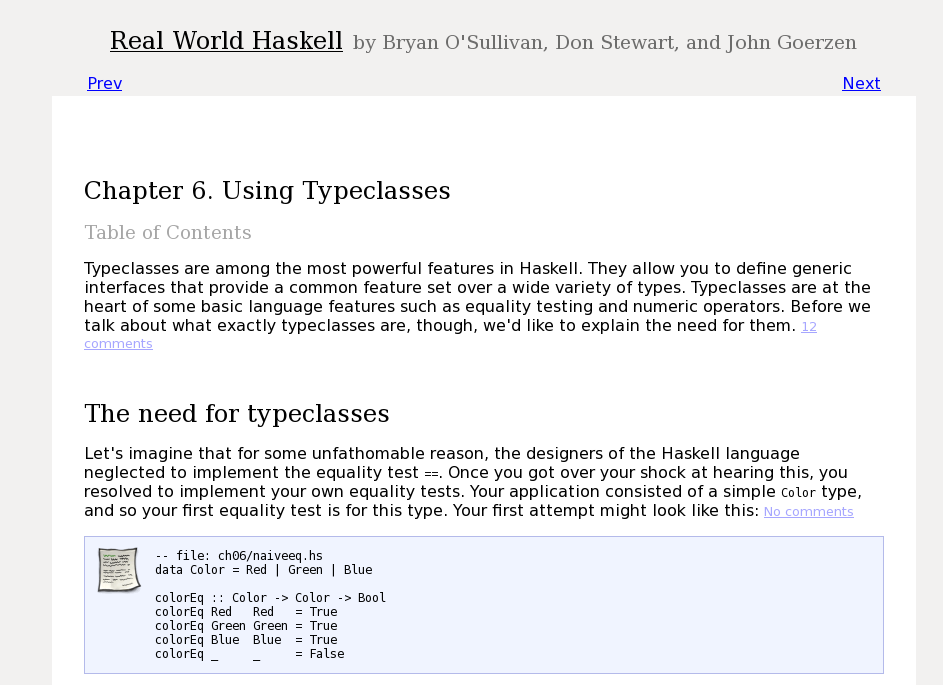 Real World Haskell by Bryan O'Sullivan, Don Stewart, and John Goerzen
Prev Next
Chapter 6. Using Typeclasses
Table of Contents
Typeclasses are among the most powerful features in Haskell. They allow you to define generic
interfaces that provide a common feature set over a wide variety of types. Typeclasses are at the
heart of some basic language features such as equality testing and numeric operators. Before we
talk about what exactly typeclasses are, though, we'd like to explain the need for them. 12
comments
The need for typeclasses
Let's imagine that for some unfathomable reason, the designers of the Haskell language
neglected to implement the equality test ==. Once you got over your shock at hearing this, you
resolved to implement your own equality tests. Your application consisted of a simple Color type,
and so your first equality test is for this type. Your first attempt might look like this: No comments
-- file: ch06/naiveeq.hs
data Color = Red | Green | Blue
colorEq :: Color -> Color -> Bool
colorEq Red   Red   = True
colorEq Green Green = True
colorEq Blue  Blue  = True
colorEq _     _     = False